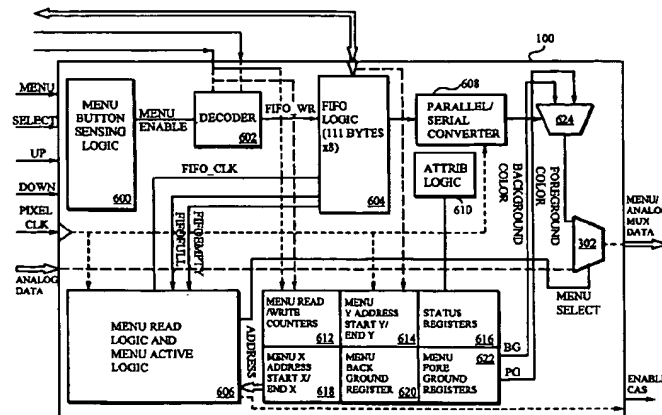 100
MENU
SELECT
UP
DOWN
PIXEL
CLK
ANALOG
DATA
MENU
BUTTON
SENSING
LOGIC
600
MENU
ENABLE
DECODER
602
FIFO_WR
FIFO
LOGIC
(111 BYTES
x8)
604
608
PARALLEL/
SERIAL
CONVERTER
624
ATTRIB
LOGIC
610
BACKGROUND
COLOR
FOREGROUND
COLOR
FIFO_CLK
FIFOFULL
FIFOEMPTY
302
MENU/
ANALOG
MUX
DATA
MENU
SELECT
MENU READ
LOGIC AND
MENU ACTIVE
LOGIC
606
ADDRESS
MENU READ
/WRITE
COUNTERS
612
MENU
Y ADDRESS
START Y/
END Y
614
STATUS
REGISTERS
616
MENU X
ADDRESS
START X/
END X
618
MENU
BACK
GROUND
REGISTER
620
622
MENU
FORE
GROUND
REGISTERS
BG
FG
ENABLE
CAS